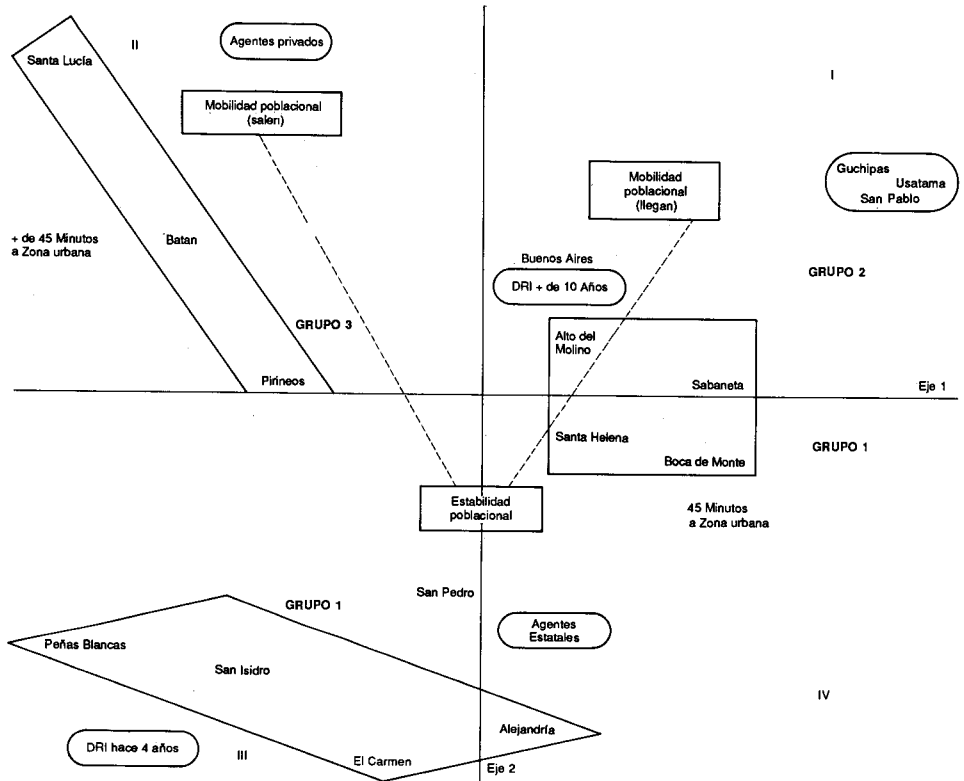 II
Agentes privados
I
Santa Lucía
Mobilidad poblacional
(salen)
Mobilidad
poblacional
(llegan)
Guchipas
Usatama
San Pablo
+ de 45 Minutos
a Zona urbana
Batan
Buenos Aires
DRI + de 10 Años
GRUPO 2
GRUPO 3
Alto del
Molino
Pirineos
Sabaneta
Eje 1
Santa Helena
Boca de Monte
GRUPO 1
Estabilidad
poblacional
45 Minutos
a Zona urbana
San Pedro
GRUPO 1
Agentes
Estatales
Peñas Blancas
San Isidro
IV
Alejandría
DRI hace 4 años
III
El Carmen
Eje 2